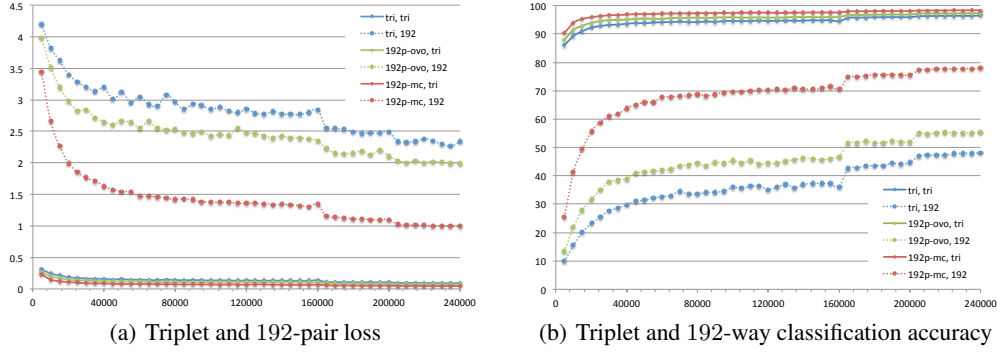 4.5
4
3.5
3
2.5
2
1.5
1
0.5
0
0
40000
80000
120000
160000
200000
240000
tri, tri
tri, 192
192p-ovo, tri
192p-ovo, 192
192p-mc, tri
192p-mc, 192
(a) Triplet and 192-pair loss
100
90
80
70
60
50
40
30
20
10
0
0
40000
80000
120000
160000
200000
240000
tri, tri
tri, 192
192p-ovo, tri
192p-ovo, 192
192p-mc, tri
192p-mc, 192
(b) Triplet and 192-way classification accuracy